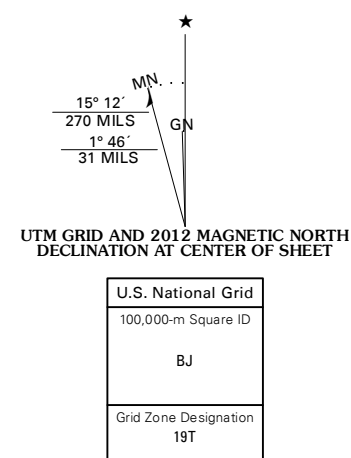 ★
MN
15° 12´
270 MILS
GN
1° 46´
31 MILS
UTM GRID AND 2012 MAGNETIC NORTH
DECLINATION AT CENTER OF SHEET
U.S. National Grid
100,000-m Square ID
BJ
Grid Zone Designation
19T